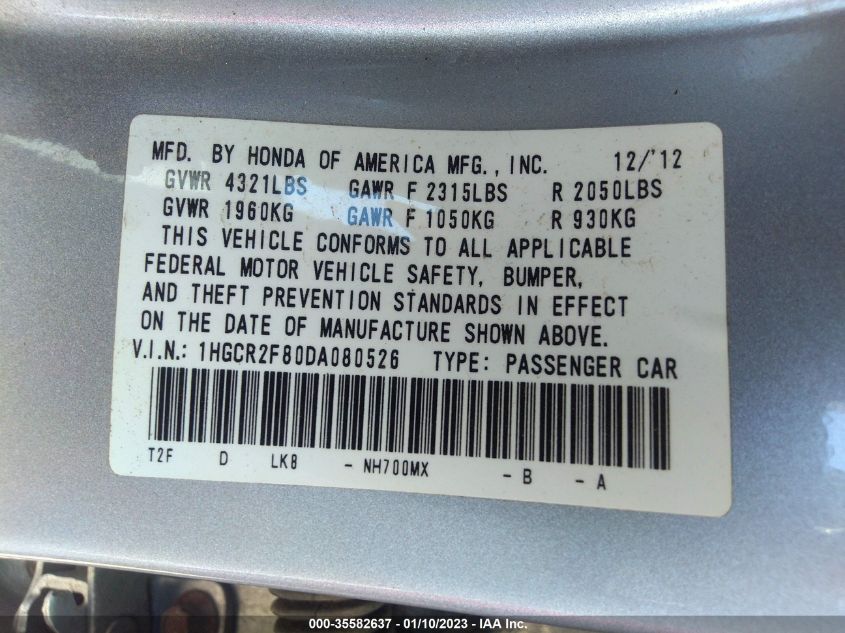 MFD. BY HONDA OF AMERICA MFG., INC. 12/'12
GVWR 4321LBS GAWR F 2315LBS R 2050LBS
GVWR 1960KG GAWR F 1050KG R 930KG
THIS VEHICLE CONFORMS TO ALL APPLICABLE
FEDERAL MOTOR VEHICLE SAFETY, BUMPER,
AND THEFT PREVENTION STANDARDS IN EFFECT
ON THE DATE OF MANUFACTURE SHOWN ABOVE.
V.I.N.: 1HGCR2F80DA080526 TYPE: PASSENGER CAR
T2F D LK8 - NH700MX - B - A
000-35582637 - 01/10/2023 - IAA Inc.